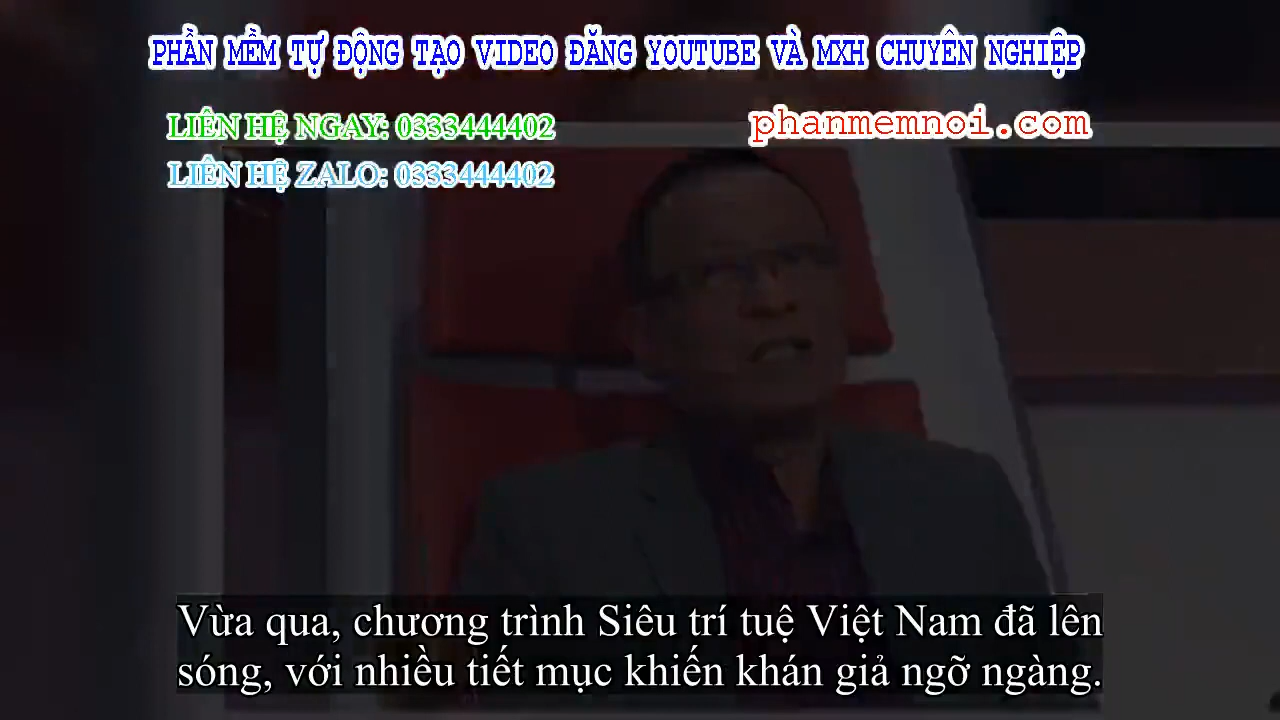 PHẦN MỀM TỰ ĐỘNG TẠO VIDEO ĐĂNG YOUTUBE VÀ MXH CHUYÊN NGHIỆP
LIÊN HỆ NGAY: 0333444402
phanmemnoi.com
LIÊN HỆ ZALO: 0333444402
Vừa qua, chương trình Siêu trí tuệ Việt Nam đã lên
sóng, với nhiều tiết mục khiến khán giả ngỡ ngàng.